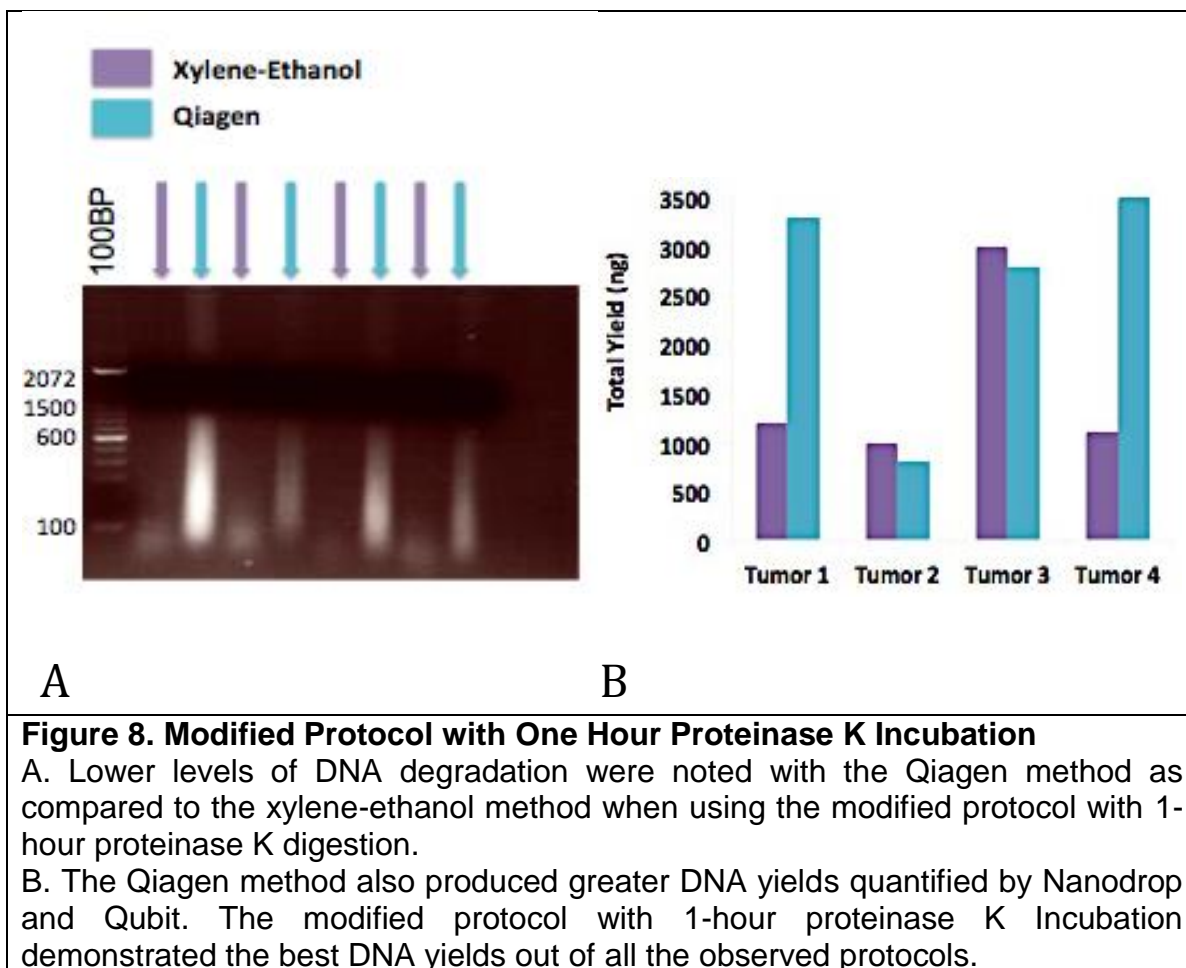 Xylene-Ethanol
Qiagen
100BP
2072
1500
600
100
A
Total Yield (ng)
3500
3000
2500
2000
1500
1000
500
0
Tumor 1 Tumor 2 Tumor 3 Tumor 4
B
Figure 8. Modified Protocol with One Hour Proteinase K Incubation
A. Lower levels of DNA degradation were noted with the Qiagen method as
compared to the xylene-ethanol method when using the modified protocol with 1-
hour proteinase K digestion.
B. The Qiagen method also produced greater DNA yields quantified by Nanodrop
and Qubit. The modified protocol with 1-hour proteinase K Incubation
demonstrated the best DNA yields out of all the observed protocols.